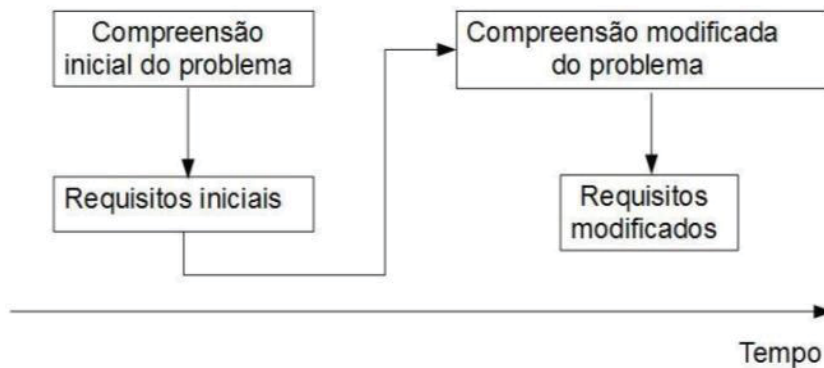 Compreensão
inicial do problema
Compreensão modificada
do problema
Requisitos iniciais
Requisitos
modificados
Tempo